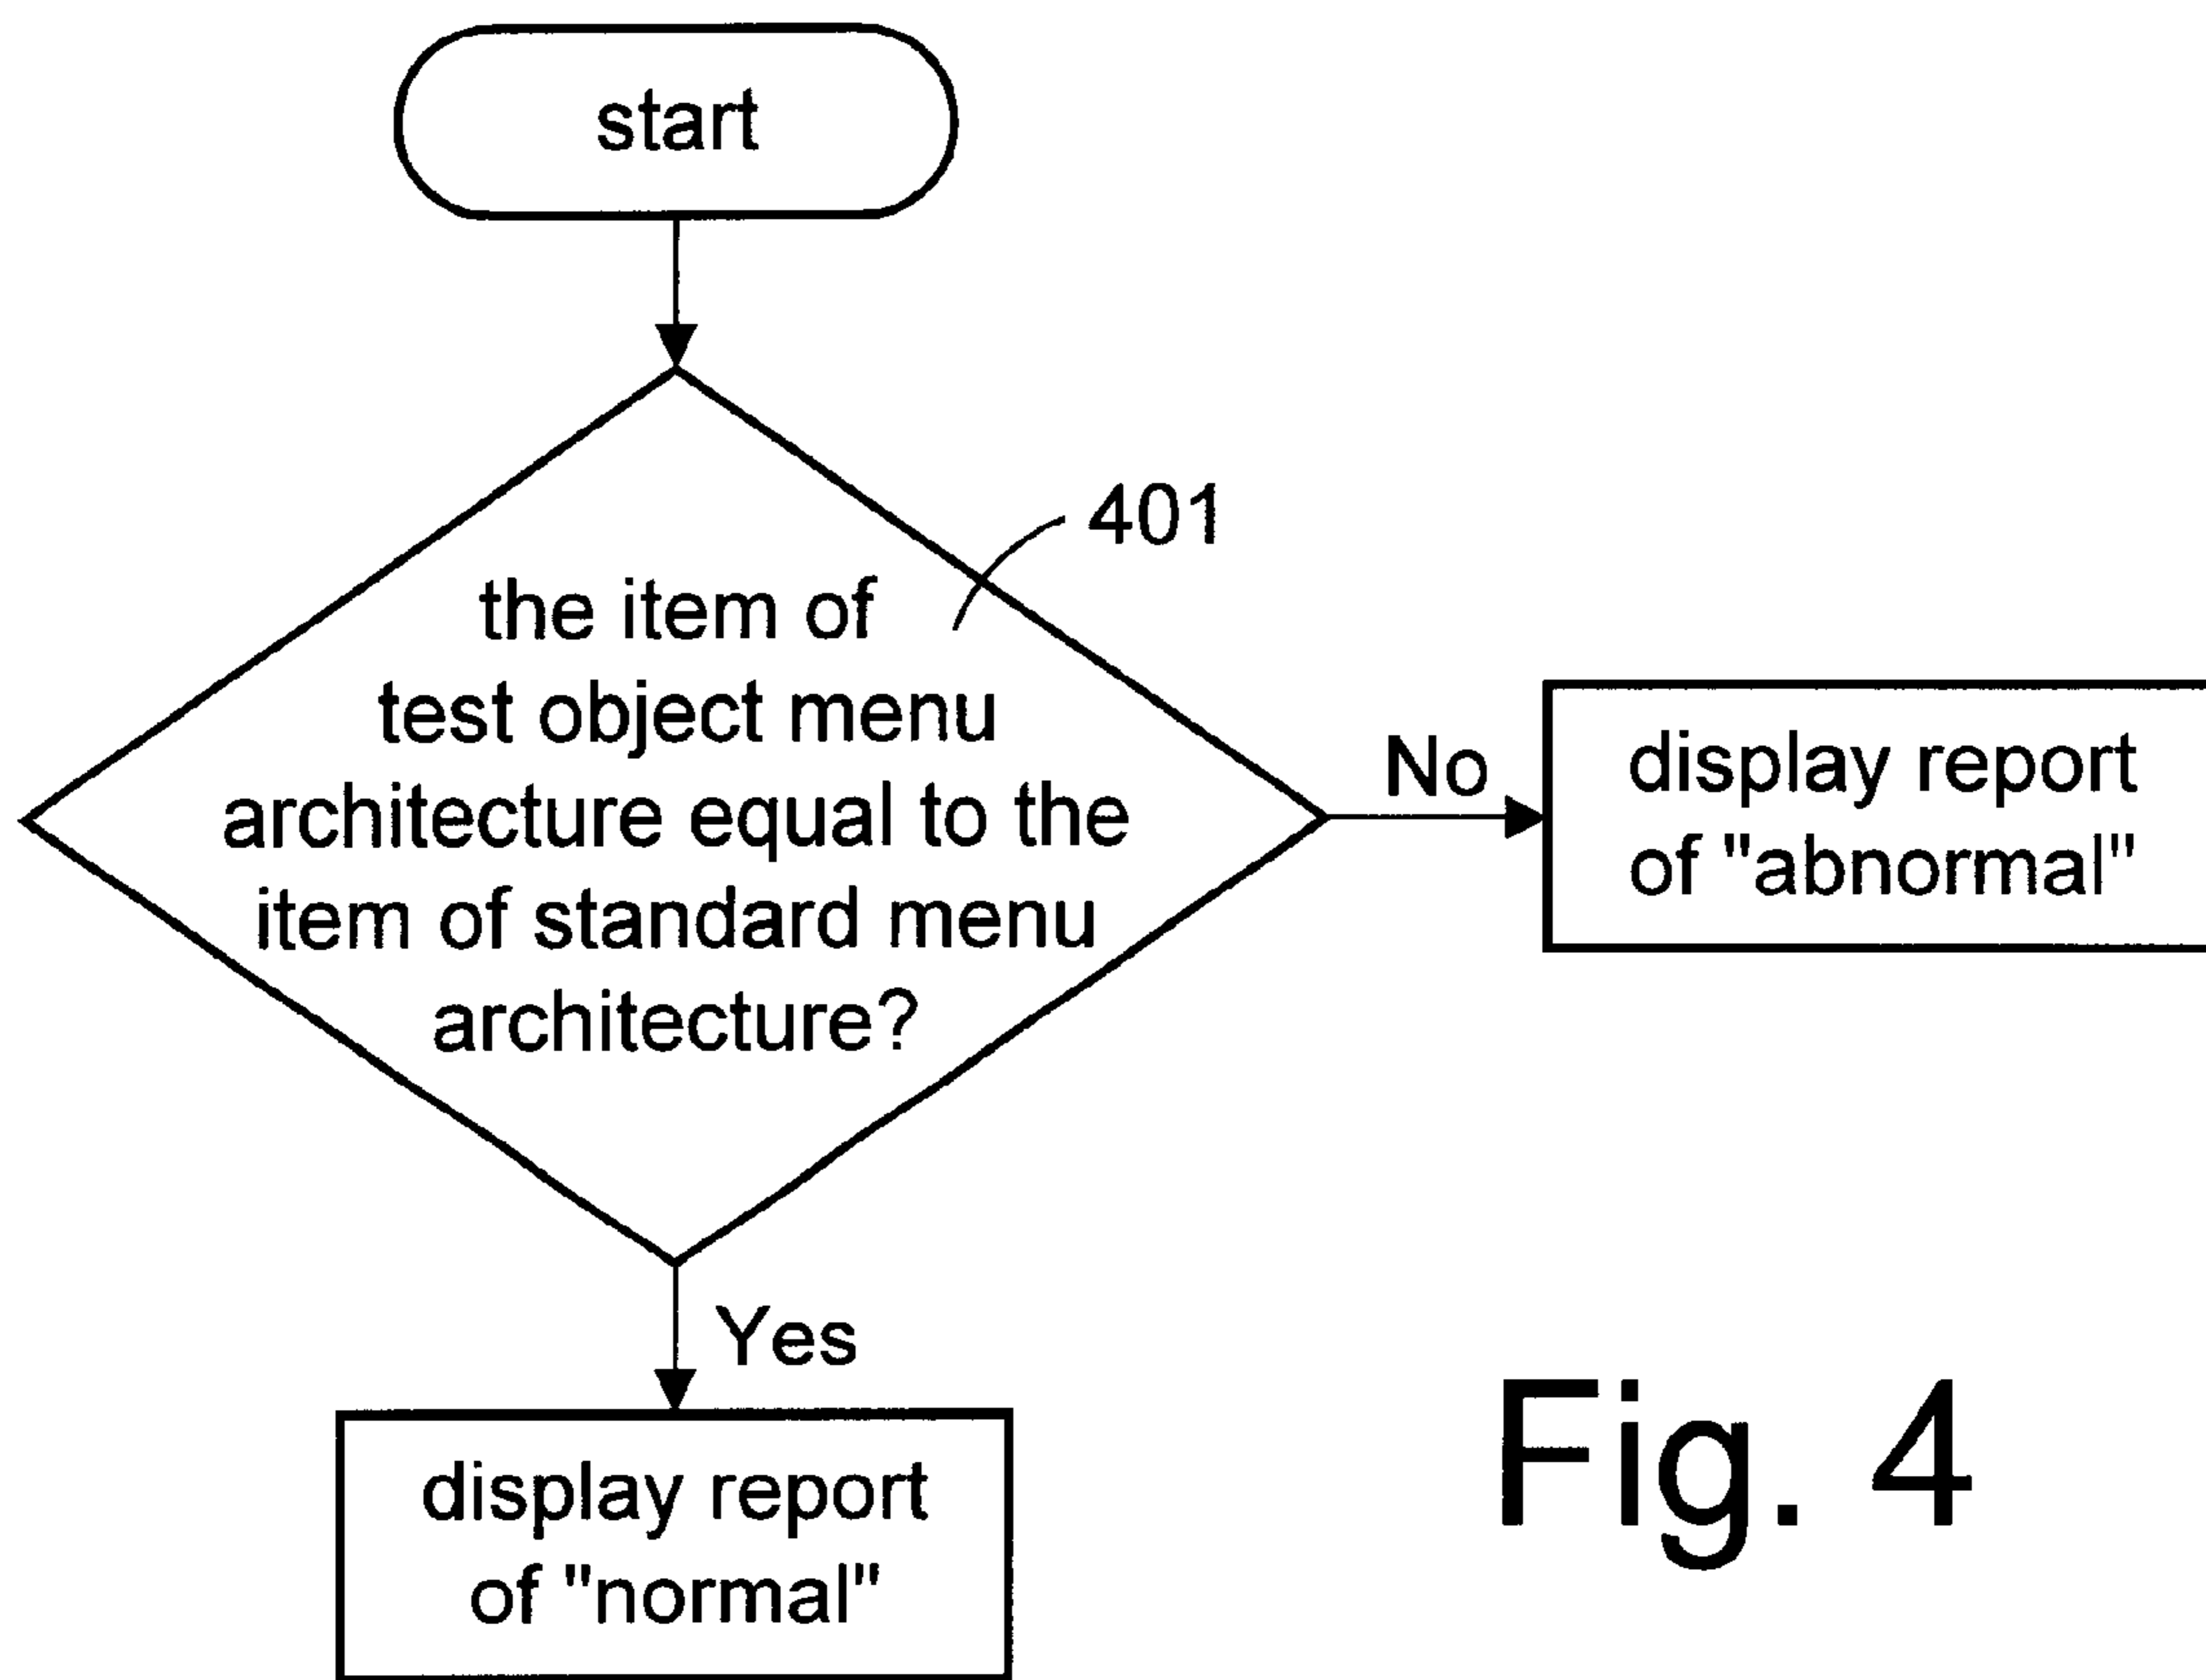 start
401
the item of
test object menu
architecture equal to the
item of standard menu
architecture?
No
display report
of "abnormal"
Yes
display report
of "normal"
Fig. 4